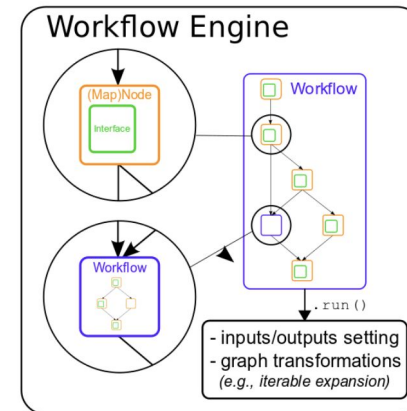 Workflow Engine
(Map)Node
Interface
Workflow
Workflow
.run()
- inputs/outputs setting
- graph transformations
(e.g., iterable expansion)